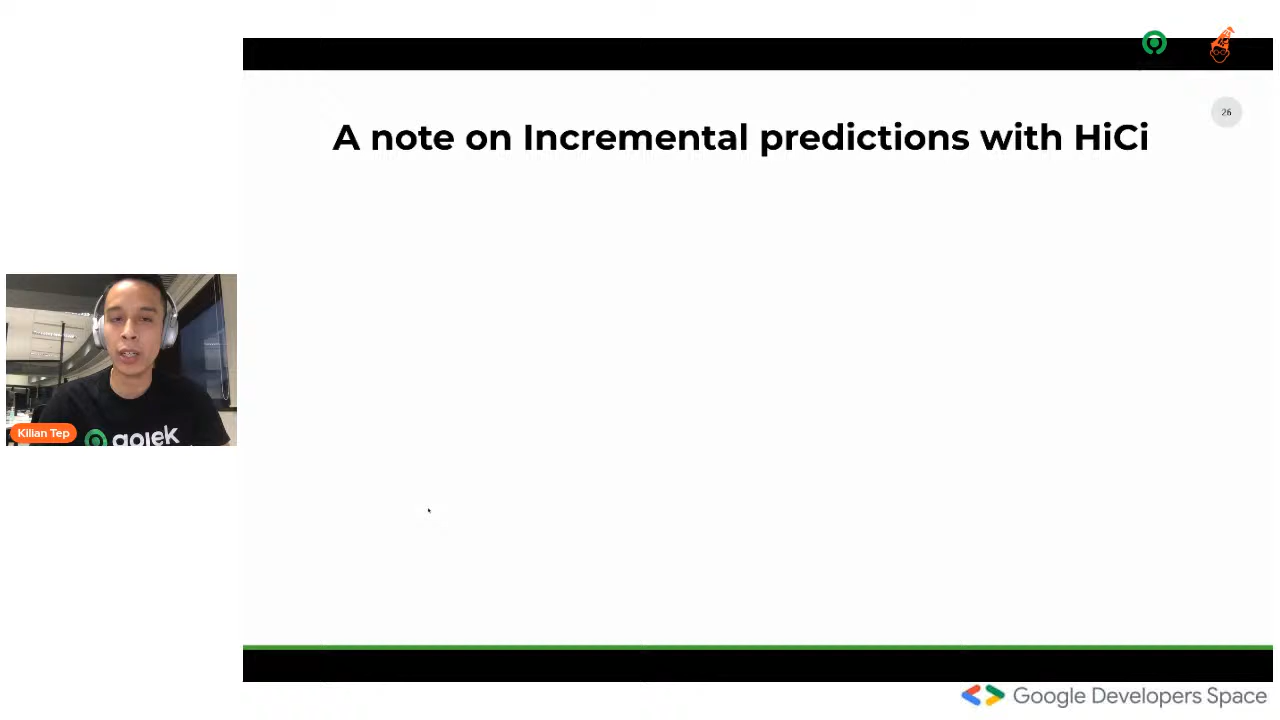 26
A note on Incremental predictions with HiCi
Kilian Tep
gojek
Google Developers Space